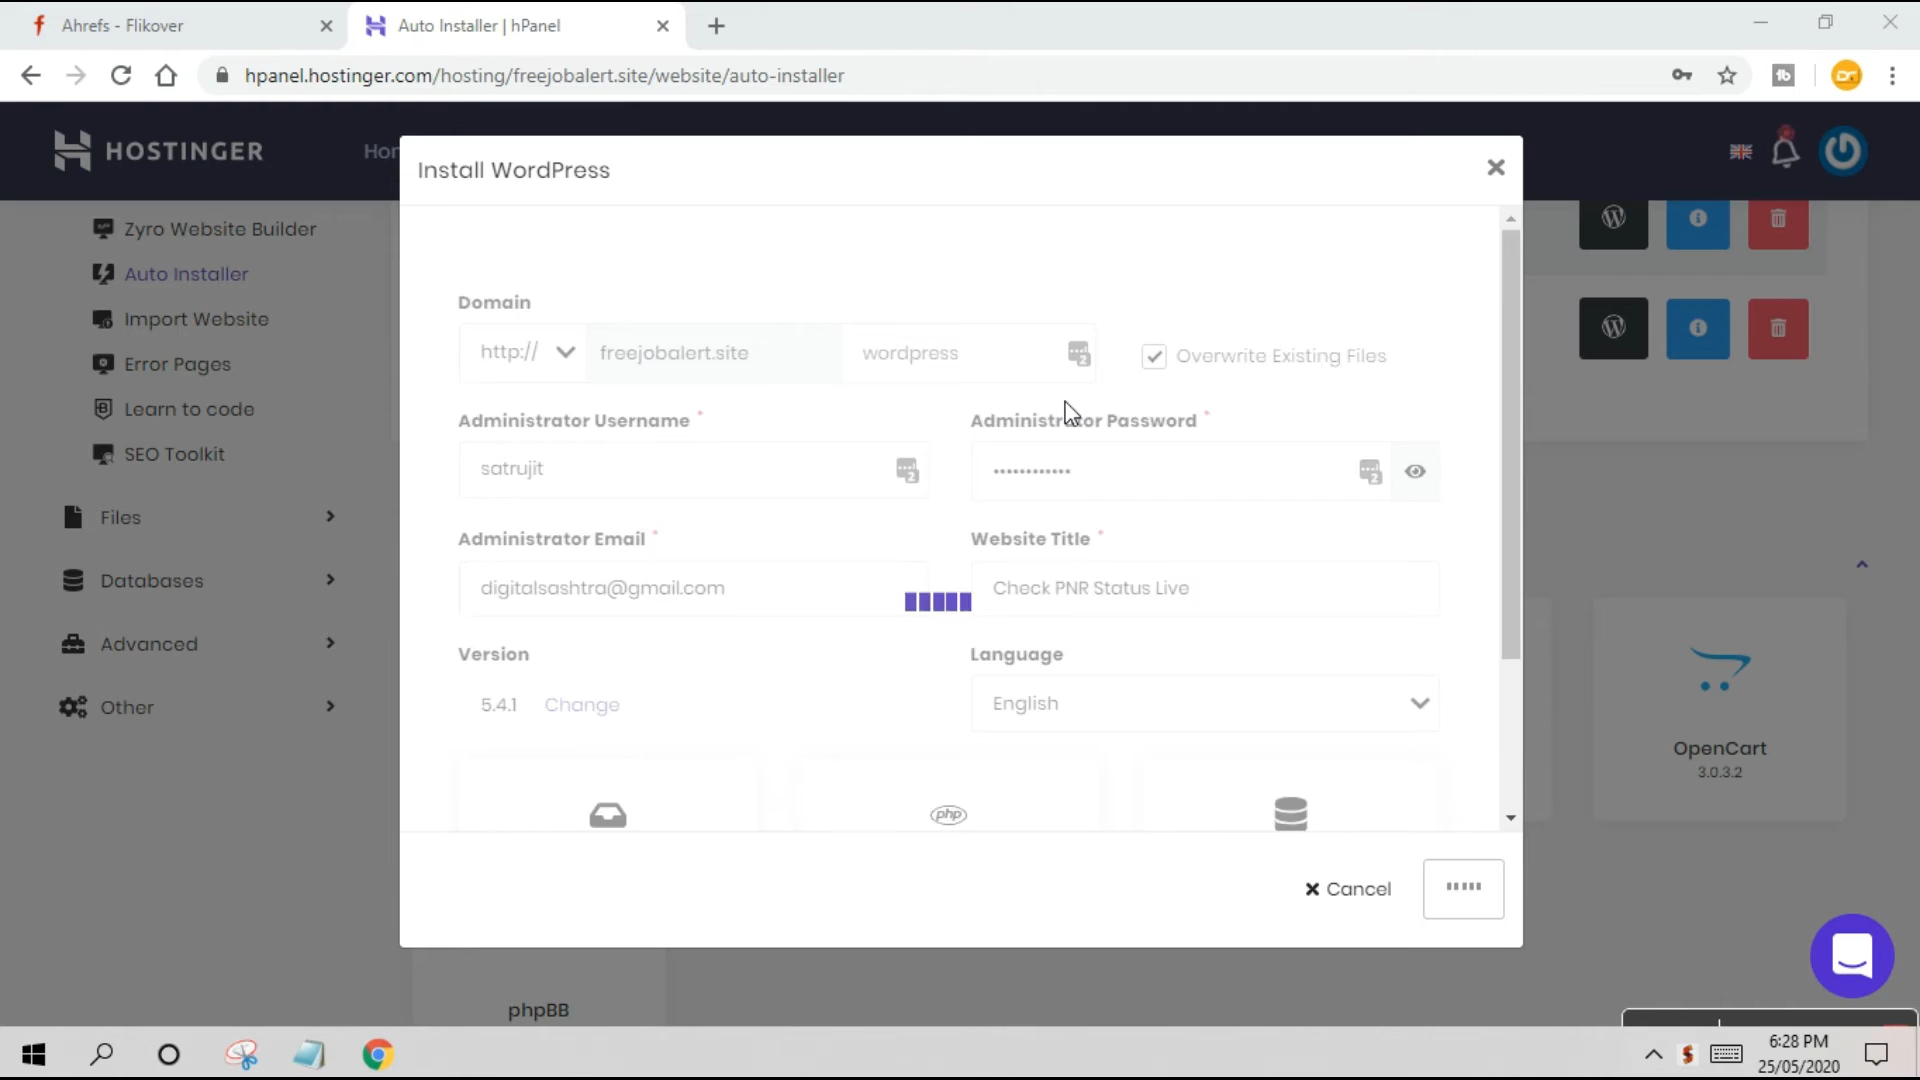 Ahrefs - Flikover
Auto Installer | hPanel
hpanel.hostinger.com/hosting/freejobalert.site/website/auto-installer
HOSTINGER
Hor
Install WordPress
Zyro Website Builder
Auto Installer
Import Website
Error Pages
Learn to code
SEO Toolkit
Files
Databases
Advanced
Other
Domain
http:// freejobalert.site wordpress
Overwrite Existing Files
Administrator Username *
Administrator Password *
satrujit
••••••••••••
Administrator Email *
Website Title *
digitalsashtra@gmail.com
Check PNR Status Live
Version
Language
5.4.1 Change
English
php
Cancel
OpenCart
3.0.3.2
phpBB
6:28 PM
25/05/2020